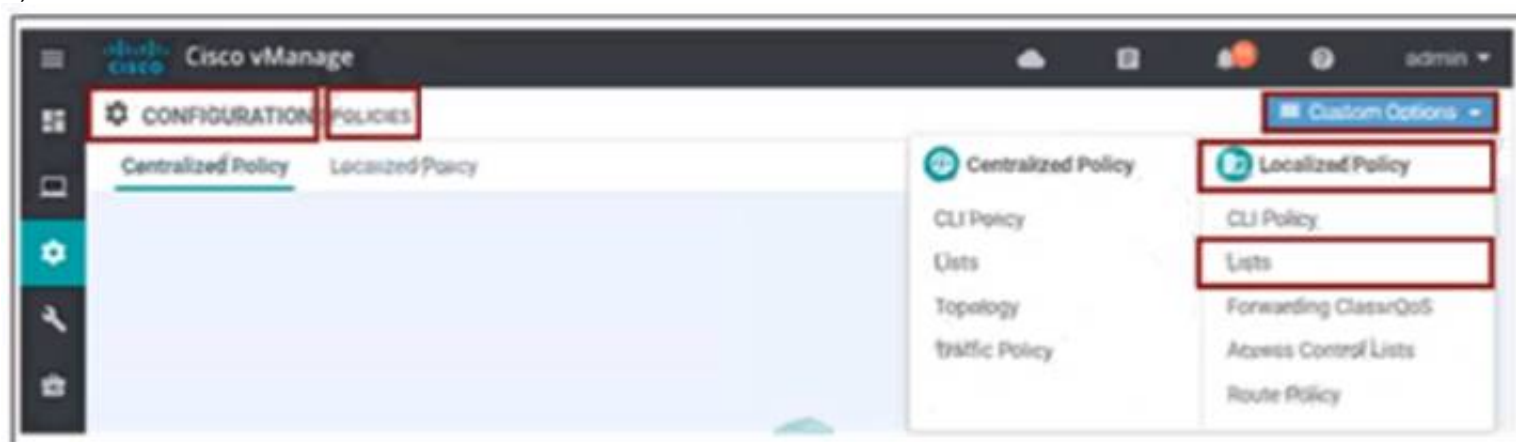 cisco Cisco vManage admin
CONFIGURATION POLICIES Custom Options
Centralized Policy Localized Policy
Centralized Policy
CLI Policy
Lists
Topology
Traffic Policy
Localized Policy
CLI Policy
Lists
Forwarding Class/QoS
Access Control Lists
Route Policy